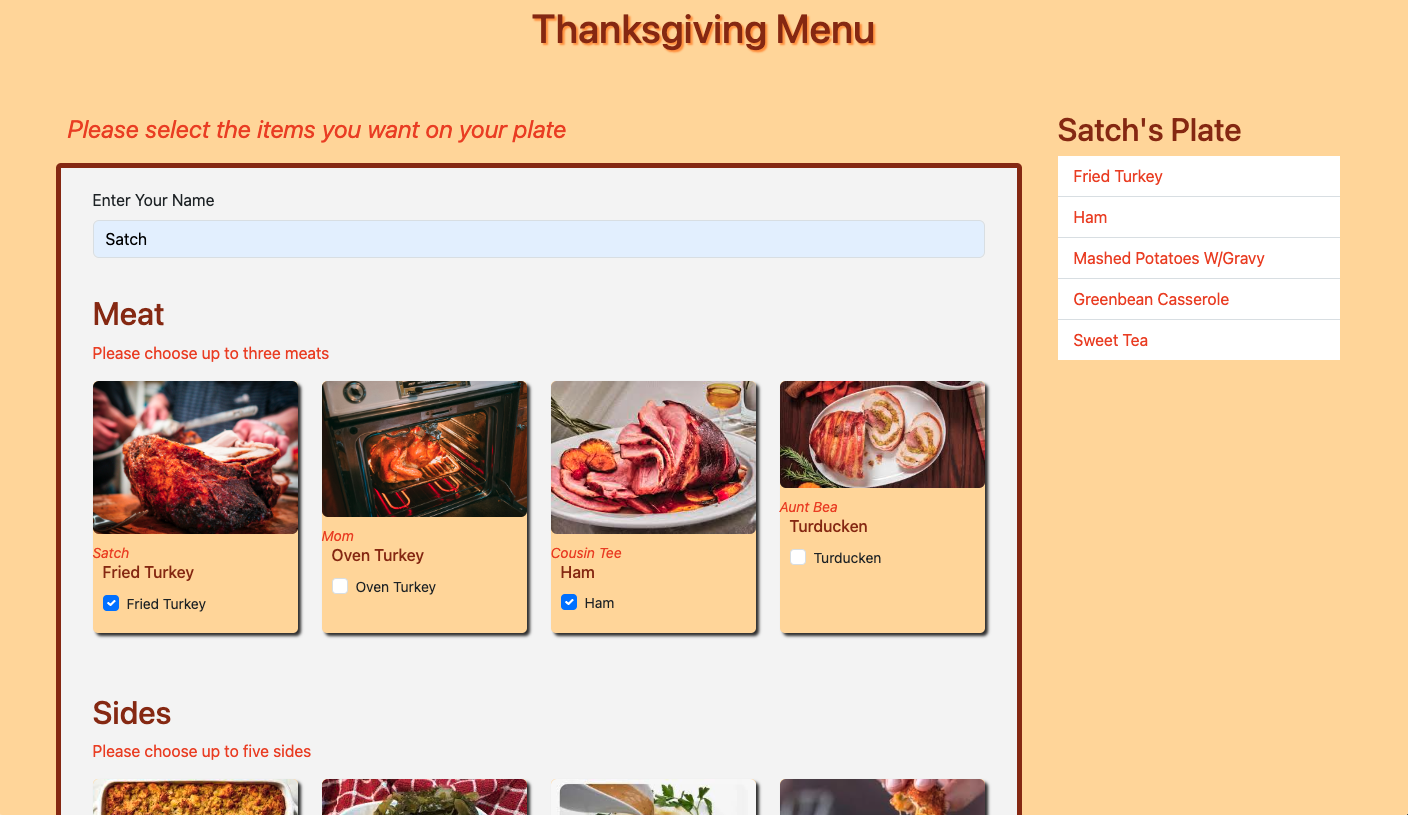 Thanksgiving Menu
Please select the items you want on your plate
Enter Your Name
Satch
Meat
Please choose up to three meats
Satch
Fried Turkey
Fried Turkey
Mom
Oven Turkey
Oven Turkey
Cousin Tee
Ham
Ham
Aunt Bea
Turducken
Turducken
Sides
Please choose up to five sides
Satch's Plate
Fried Turkey
Ham
Mashed Potatoes W/Gravy
Greenbean Casserole
Sweet Tea